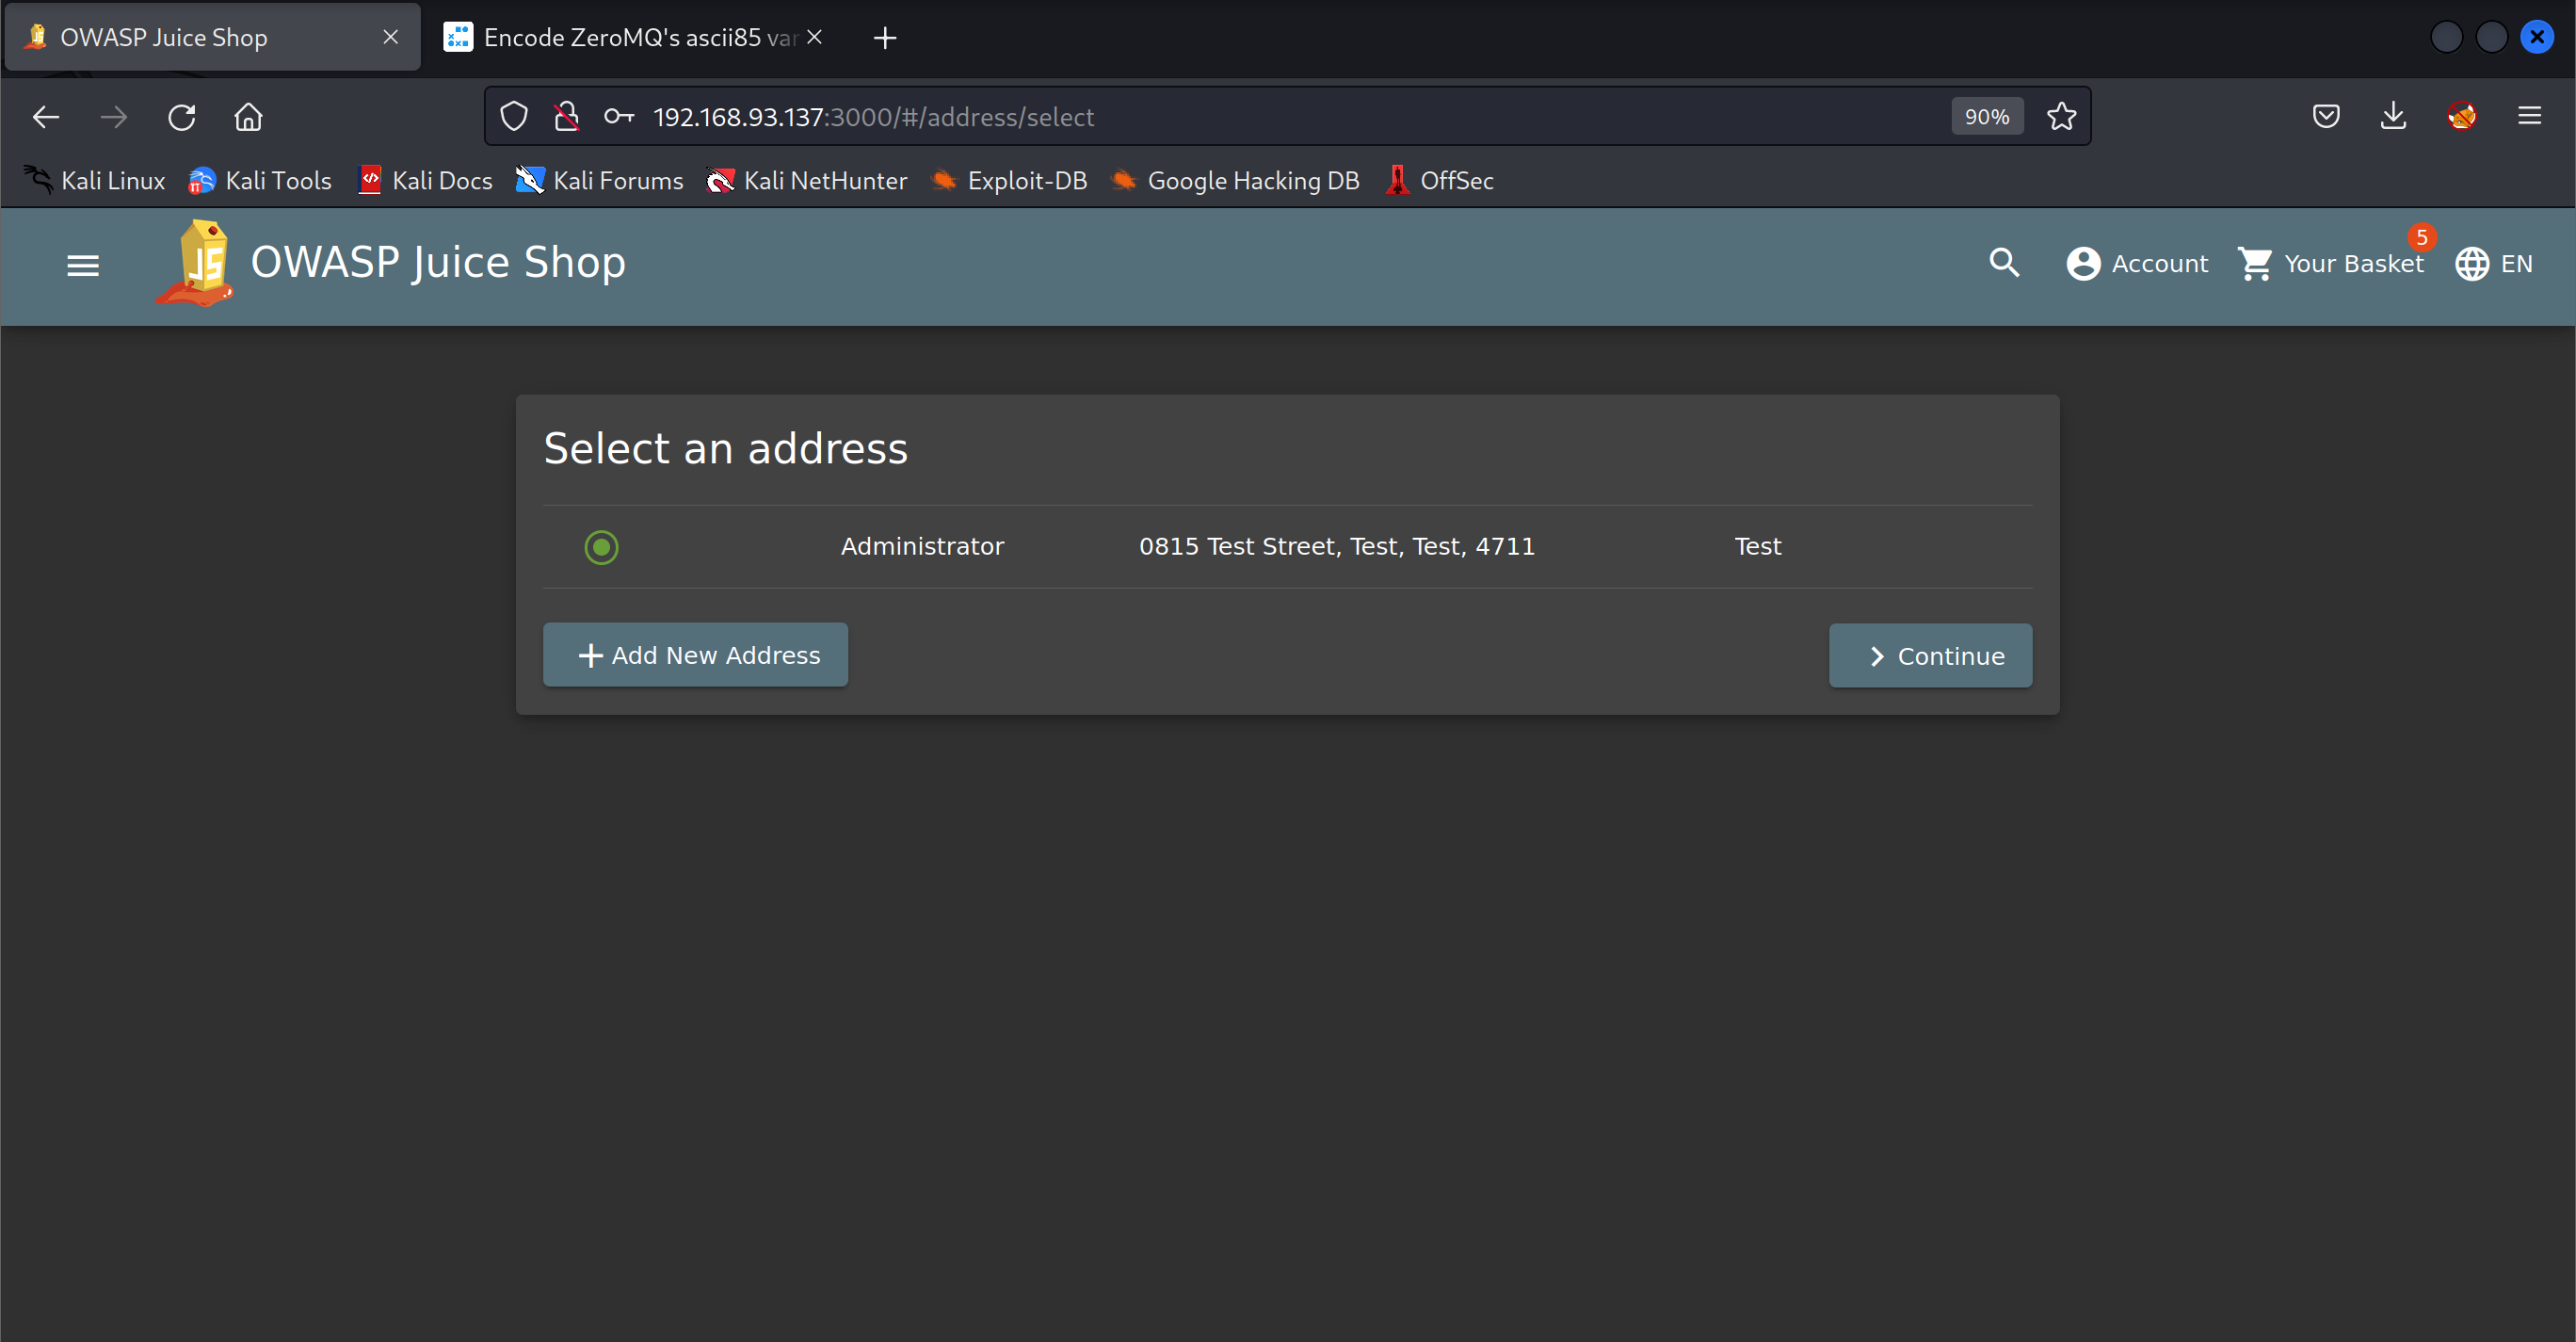 OWASP Juice Shop
Encode ZeroMQ's ascii85 var
192.168.93.137:3000/#/address/select
90%
Kali Linux
Kali Tools
Kali Docs
Kali Forums
Kali NetHunter
Exploit-DB
Google Hacking DB
OffSec
JS
OWASP Juice Shop
Account
5
Your Basket
EN
Select an address
Administrator
0815 Test Street, Test, Test, 4711
Test
Add New Address
Continue